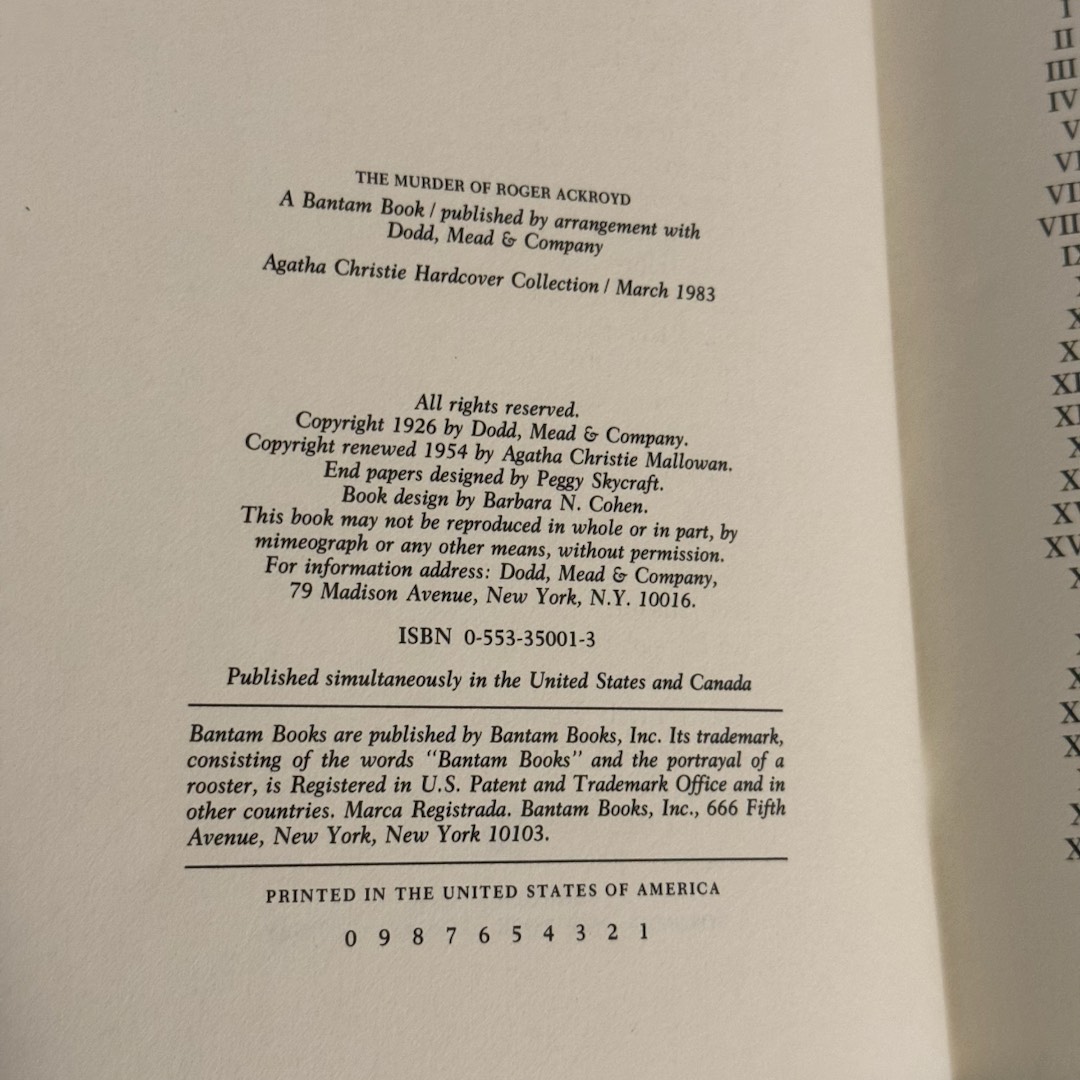 THE MURDER OF ROGER ACKROYD
A Bantam Book / published by arrangement with
Dodd, Mead & Company
Agatha Christie Hardcover Collection / March 1983
All rights reserved.
Copyright 1926 by Dodd, Mead & Company.
Copyright renewed 1954 by Agatha Christie Mallowan.
End papers designed by Peggy Skycraft.
Book design by Barbara N. Cohen.
This book may not be reproduced in whole or in part, by
mimeograph or any other means, without permission.
For information address: Dodd, Mead & Company,
79 Madison Avenue, New York, N.Y. 10016.
ISBN 0-553-35001-3
Published simultaneously in the United States and Canada
Bantam Books are published by Bantam Books, Inc. Its trademark,
consisting of the words "Bantam Books" and the portrayal of a
rooster, is Registered in U.S. Patent and Trademark Office and in
other countries. Marca Registrada. Bantam Books, Inc., 666 Fifth
Avenue, New York, New York 10103.
PRINTED IN THE UNITED STATES OF AMERICA
0 9 8 7 6 5 4 3 2 1
I
II
III
IV
V